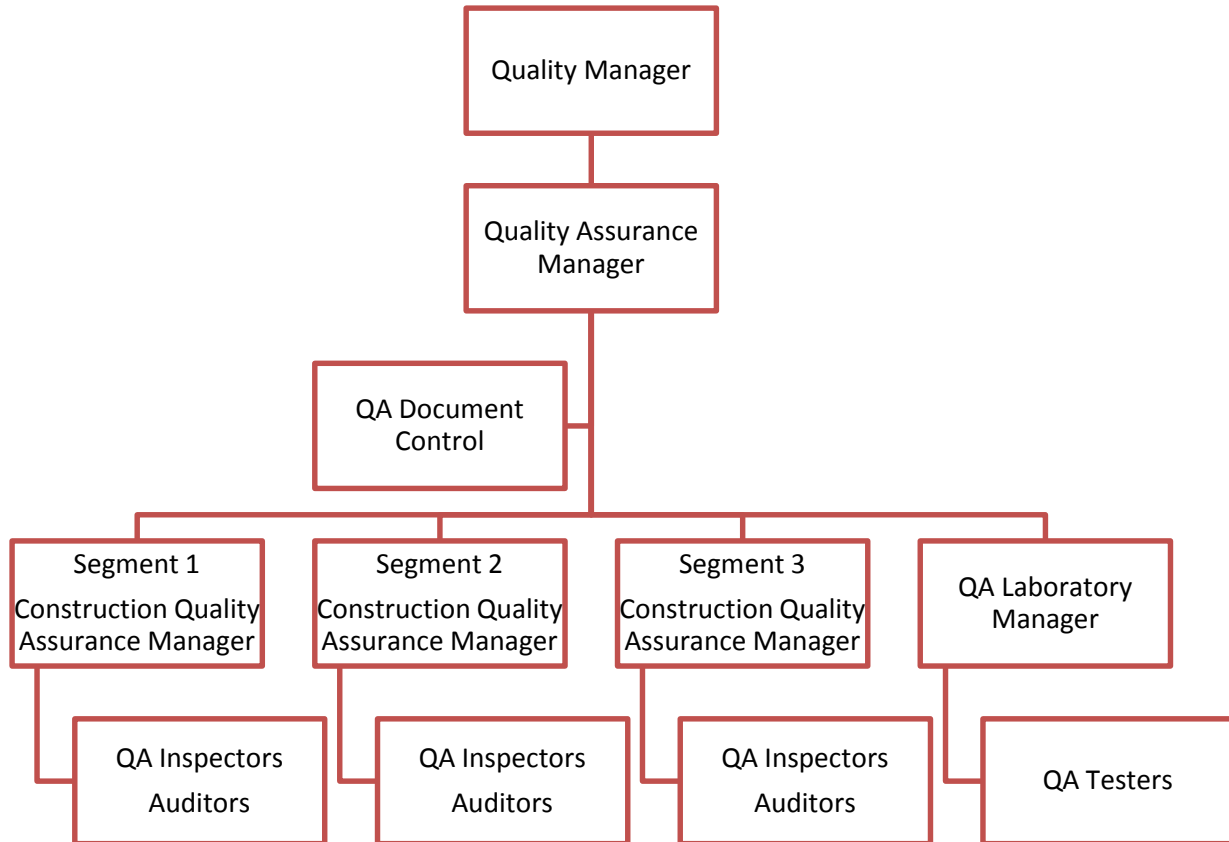 Quality Manager
Quality Assurance
Manager
QA Document
Control
Segment 1
Construction Quality
Assurance Manager
Segment 2
Construction Quality
Assurance Manager
Segment 3
Construction Quality
Assurance Manager
QA Laboratory
Manager
QA Inspectors
Auditors
QA Inspectors
Auditors
QA Inspectors
Auditors
QA Testers